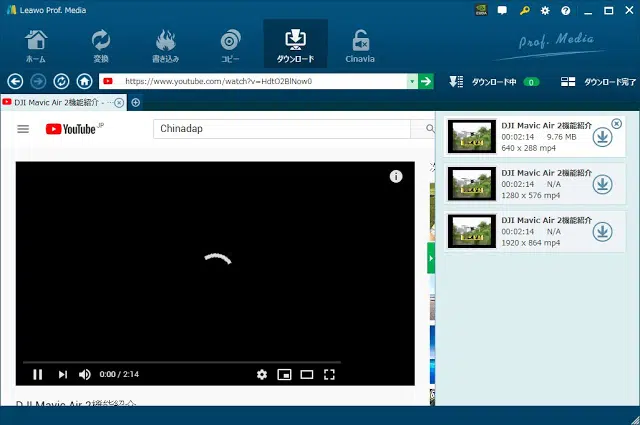 Leawo Prof. Media
ホーム
変換
書き込み
コピー
ダウンロード
Cinavia
Prof. Media
https://www.youtube.com/watch?v=HdtO2BlNow0
ダウンロード中 0
ダウンロード完了
DJI Mavic Air 2機能紹介 - ...
YouTube JP
Chinadap
0:00 / 2:14
DJI Mavic Air 2機能紹介
DJI Mavic Air 2機能紹介
00:02:14 9.76 MB
640 x 288 mp4
DJI Mavic Air 2機能紹介
00:02:14 N/A
1280 x 576 mp4
DJI Mavic Air 2機能紹介
00:02:14 N/A
1920 x 864 mp4